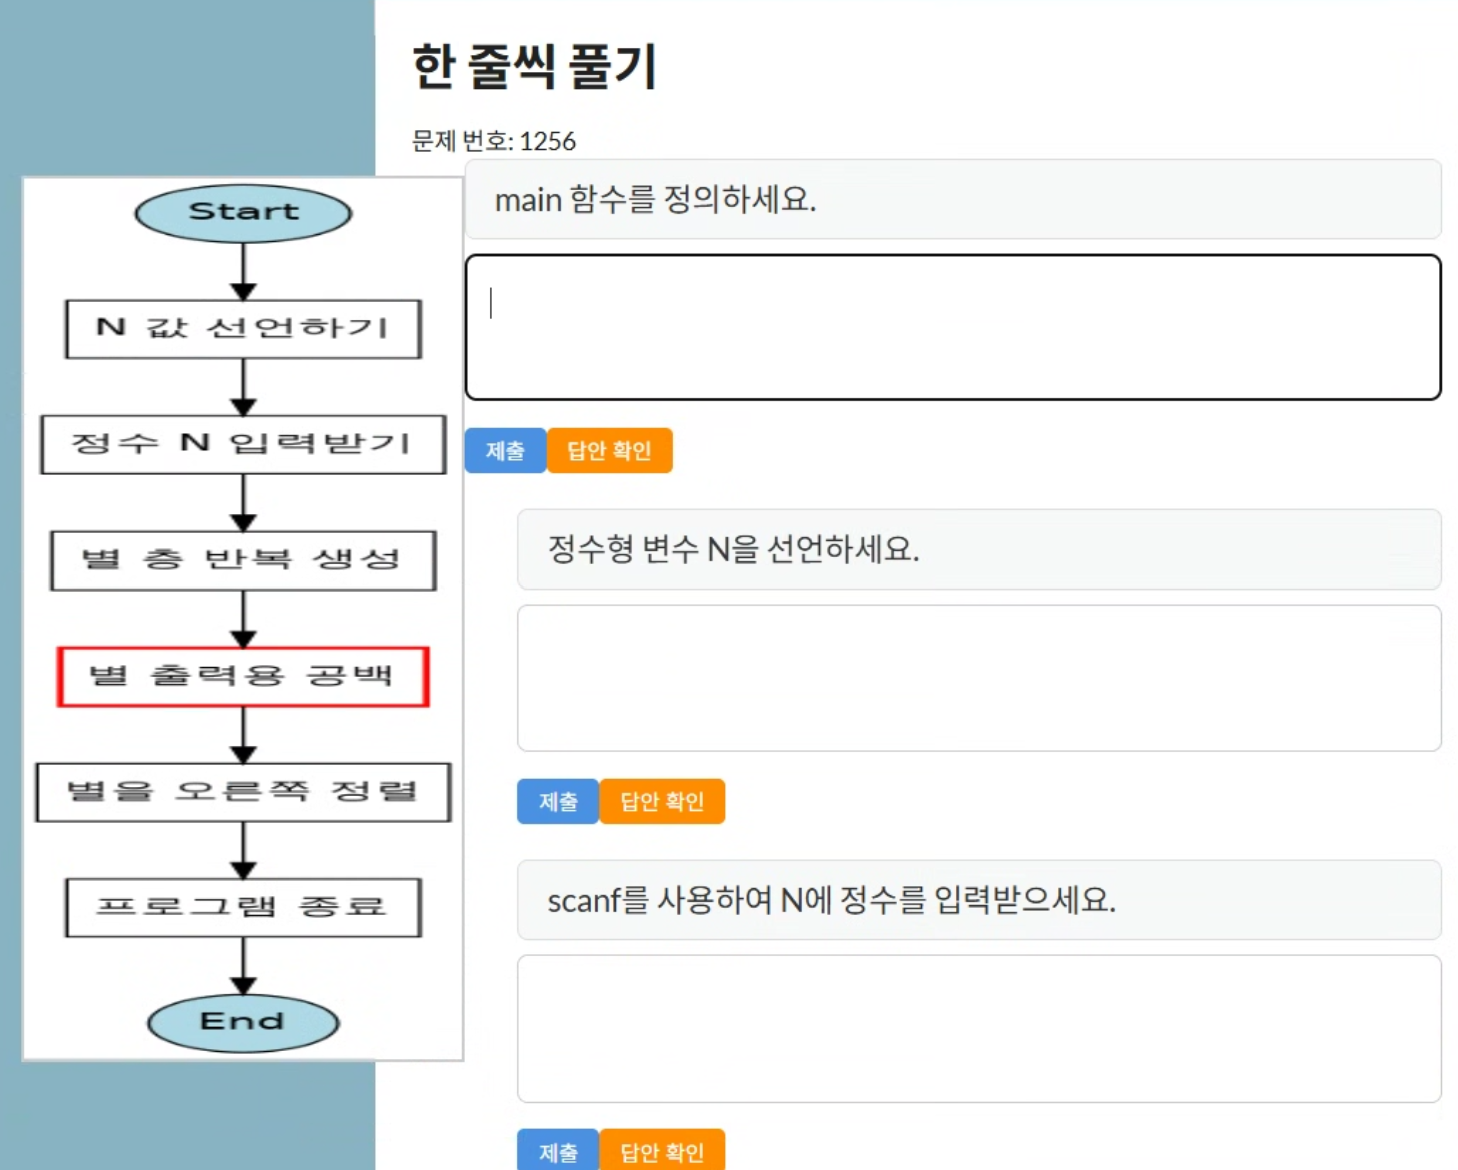 한 줄씩 풀기
문제 번호: 1256
Start
N 값 선언하기
정수 N 입력받기
별 층 반복 생성
별 출력용 공백
별을 오른쪽 정렬
프로그램 종료
End
main 함수를 정의하세요.
제출
답안 확인
정수형 변수 N을 선언하세요.
제출
답안 확인
scanf를 사용하여 N에 정수를 입력받으세요.
제출
답안 확인